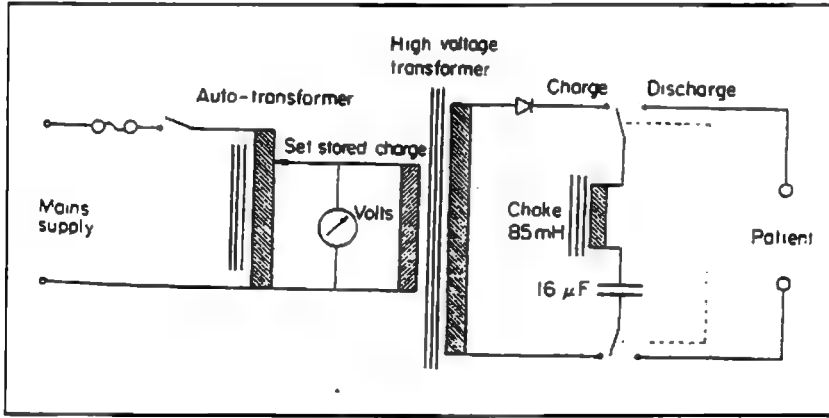 High voltage
transformer
Charge
Discharge
Auto-transformer
Set stored charge
Mains
supply
Volts
Choke
85mH
Patient
16 μF